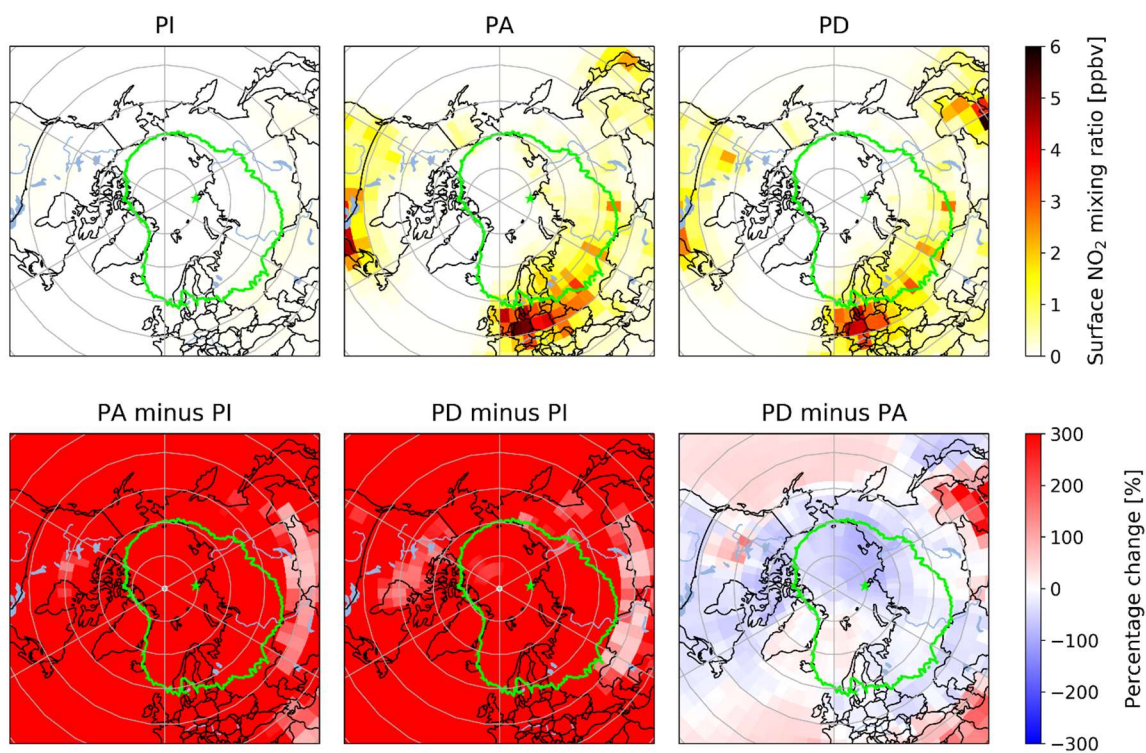 PI
PA
PD
6
5
4
3
2
1
0
Surface NO₂ mixing ratio [ppbv]
PA minus PI
PD minus PI
PD minus PA
300
200
100
0
−100
−200
−300
Percentage change [%]